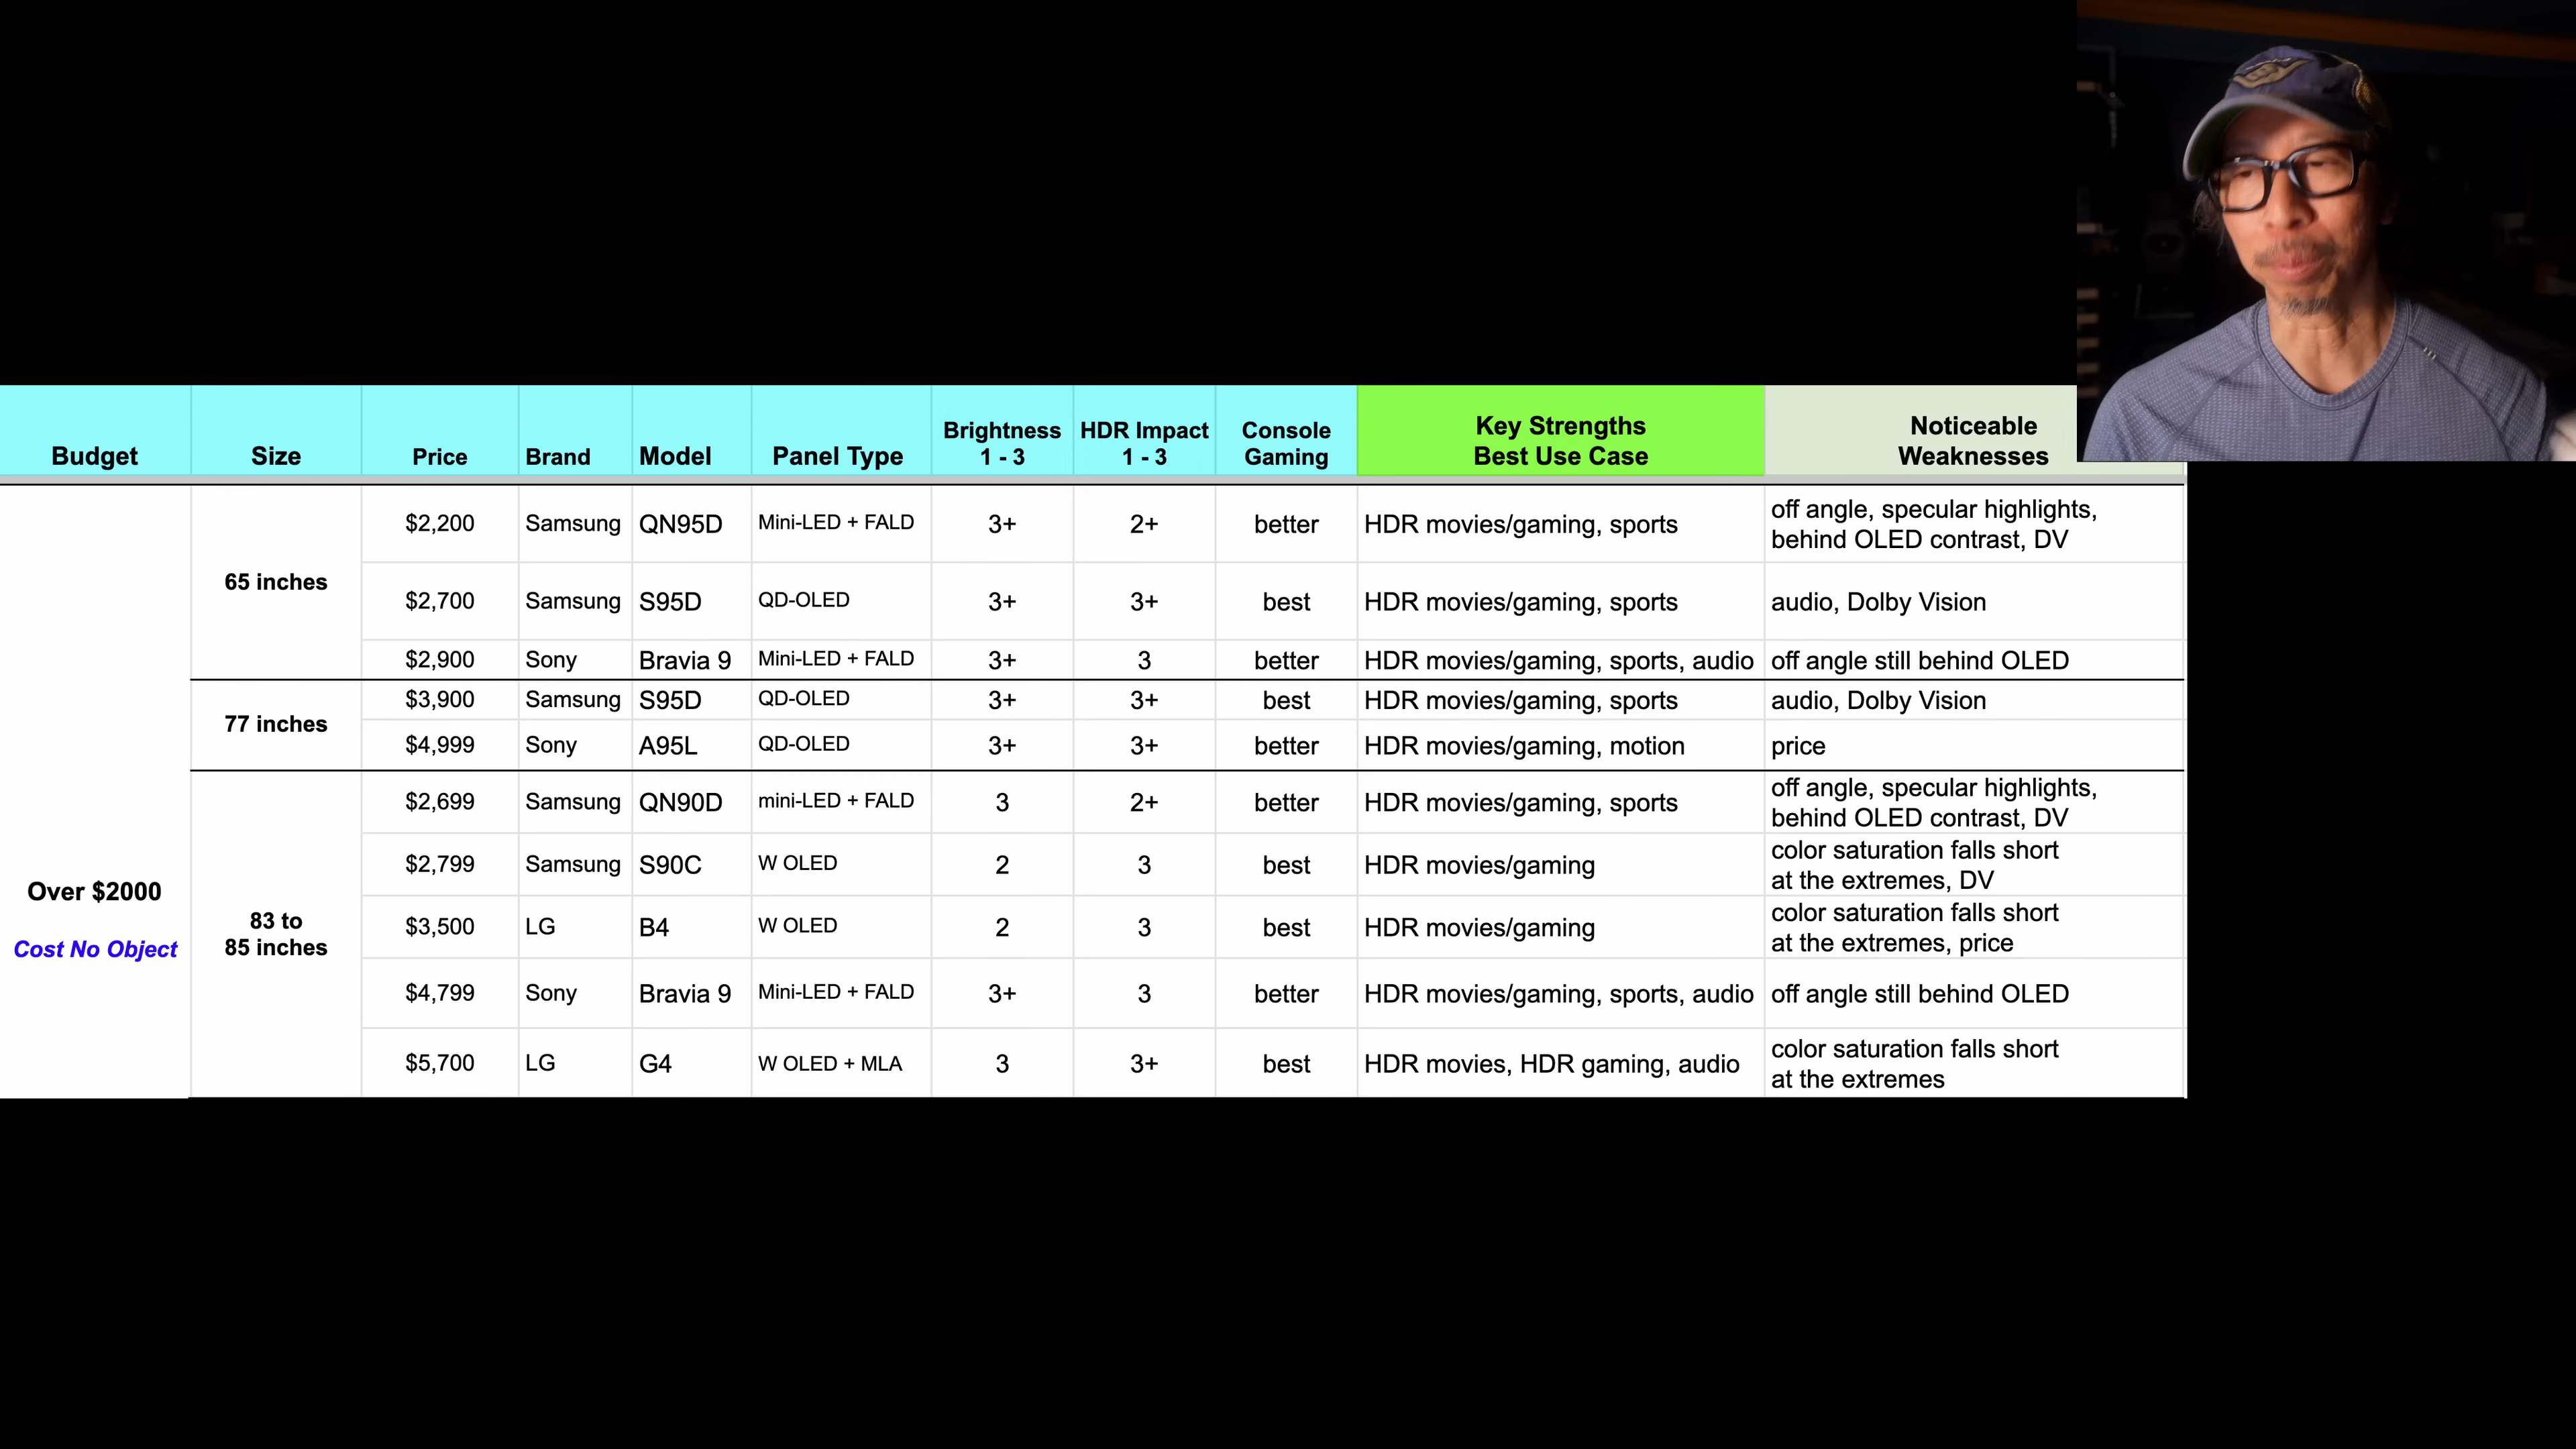 Budget Size Price Brand Model Panel Type Brightness 1 - 3 HDR Impact 1 - 3 Console Gaming Key Strengths Best Use Case Noticeable Weaknesses
Over $2000
Cost No Object
65 inches
$2,200 Samsung QN95D Mini-LED + FALD 3+ 2+ better HDR movies/gaming, sports off angle, specular highlights,
behind OLED contrast, DV
$2,700 Samsung S95D QD-OLED 3+ 3+ best HDR movies/gaming, sports audio, Dolby Vision
$2,900 Sony Bravia 9 Mini-LED + FALD 3+ 3 better HDR movies/gaming, sports, audio off angle still behind OLED
77 inches
$3,900 Samsung S95D QD-OLED 3+ 3+ best HDR movies/gaming, sports audio, Dolby Vision
$4,999 Sony A95L QD-OLED 3+ 3+ better HDR movies/gaming, motion price
83 to
85 inches
$2,699 Samsung QN90D mini-LED + FALD 3 2+ better HDR movies/gaming, sports off angle, specular highlights,
behind OLED contrast, DV
$2,799 Samsung S90C W OLED 2 3 best HDR movies/gaming color saturation falls short
at the extremes, DV
$3,500 LG B4 W OLED 2 3 best HDR movies/gaming color saturation falls short
at the extremes, price
$4,799 Sony Bravia 9 Mini-LED + FALD 3+ 3 better HDR movies/gaming, sports, audio off angle still behind OLED
$5,700 LG G4 W OLED + MLA 3 3+ best HDR movies, HDR gaming, audio color saturation falls short
at the extremes